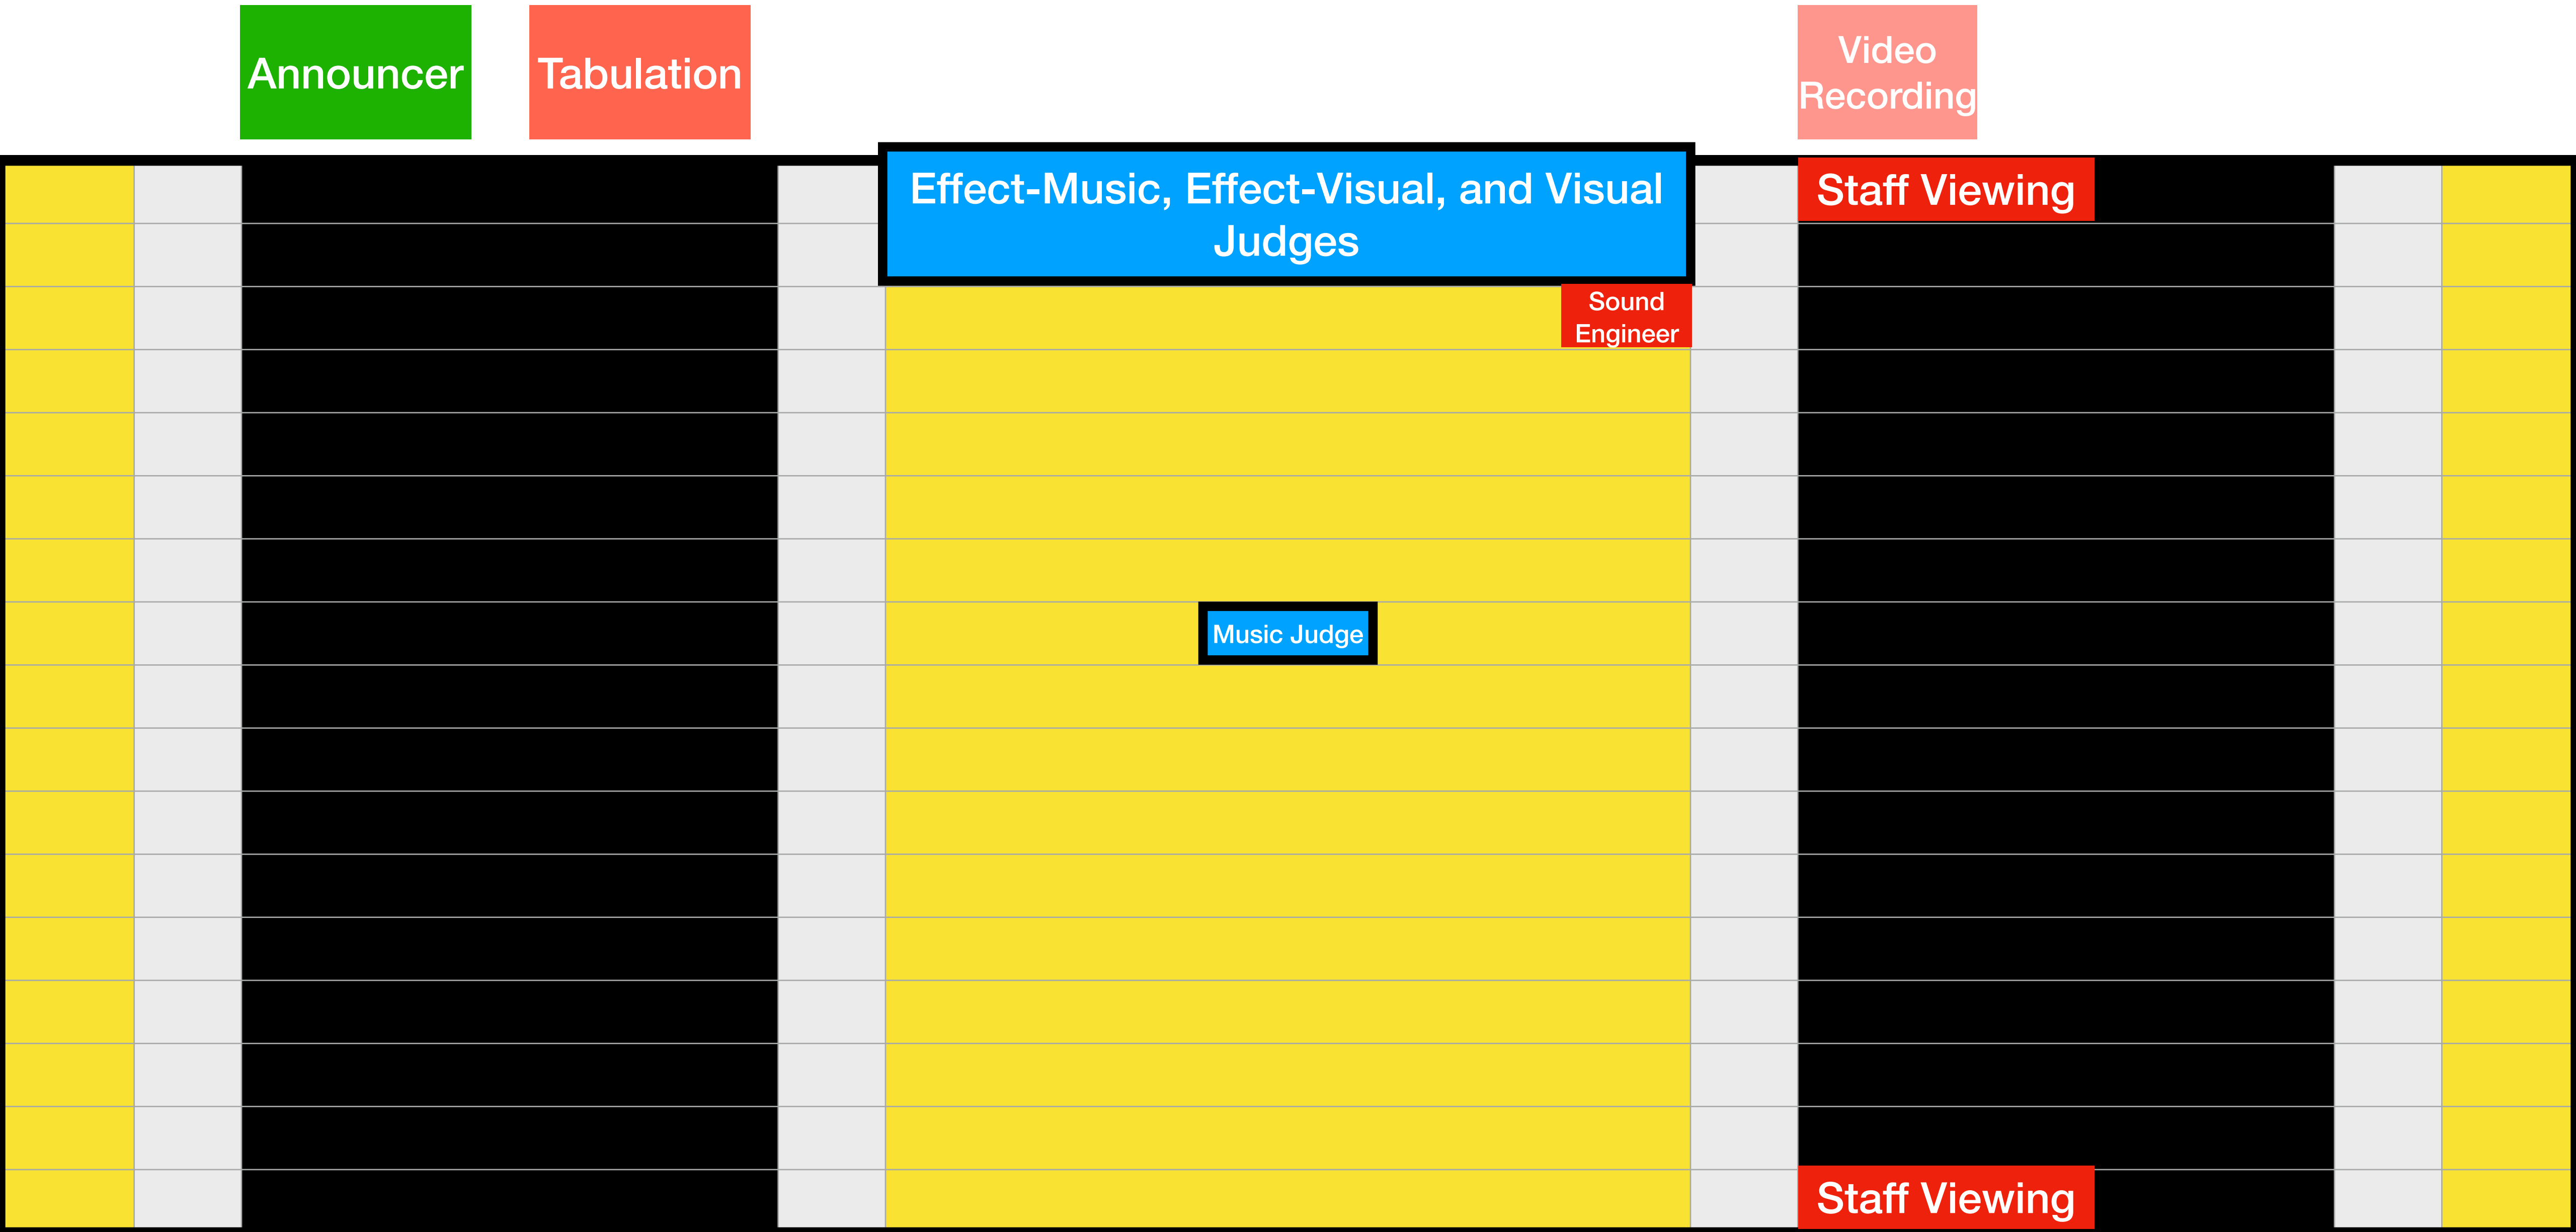 Announcer
Tabulation
Video
Recording
Effect-Music, Effect-Visual, and Visual
Judges
Staff Viewing
Sound
Engineer
Music Judge
Staff Viewing